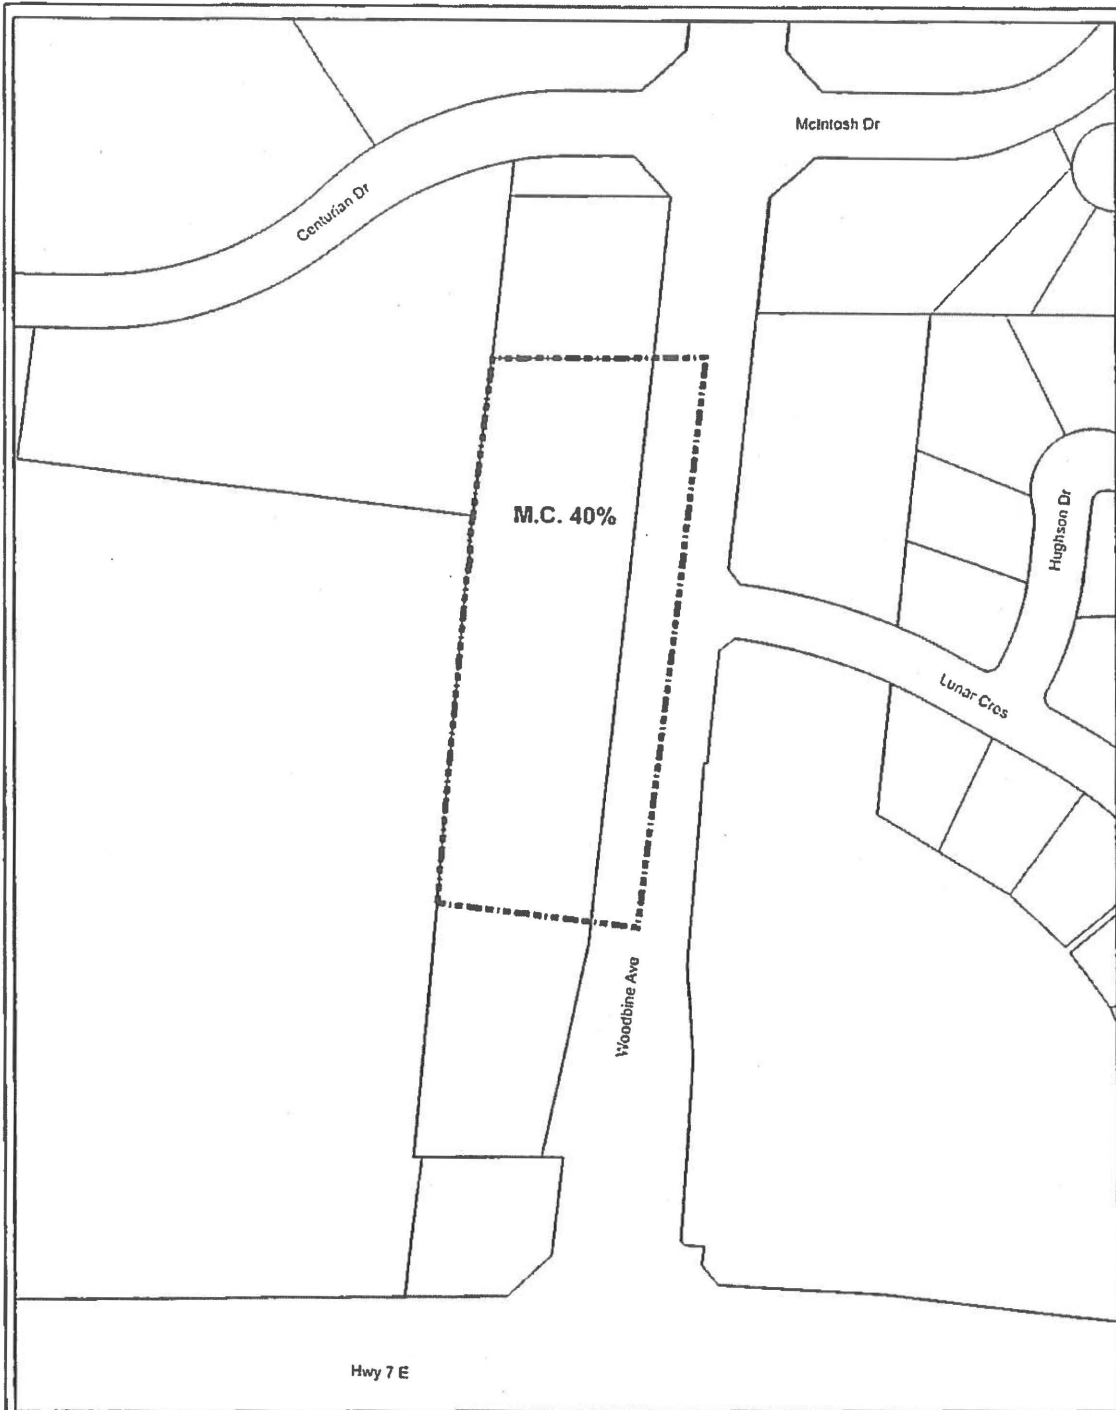 McIntosh Dr
Centurian Dr
M.C. 40%
Hughson Dr
Lunar Cres
Woodbine Ave
Hwy 7 E